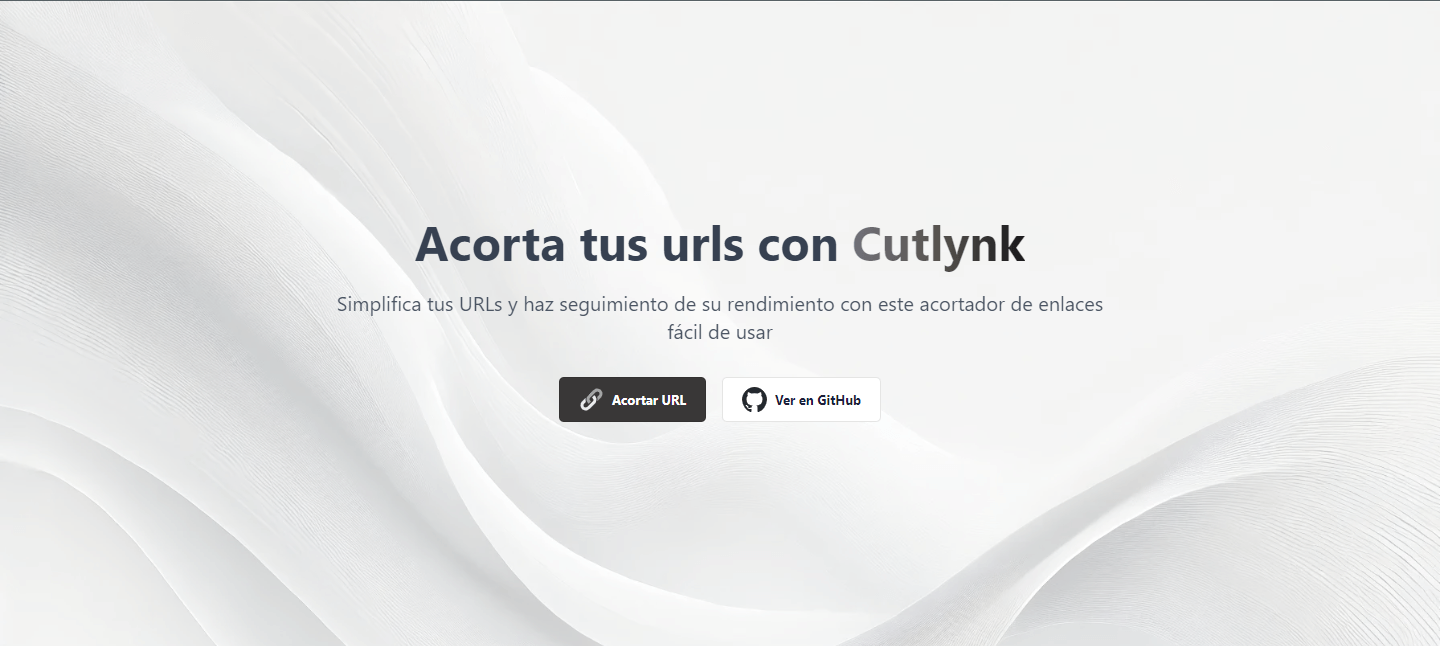 Acorta tus urls con Cutlynk
Simplifica tus URLs y haz seguimiento de su rendimiento con este acortador de enlaces
fácil de usar
Acortar URL
Ver en GitHub